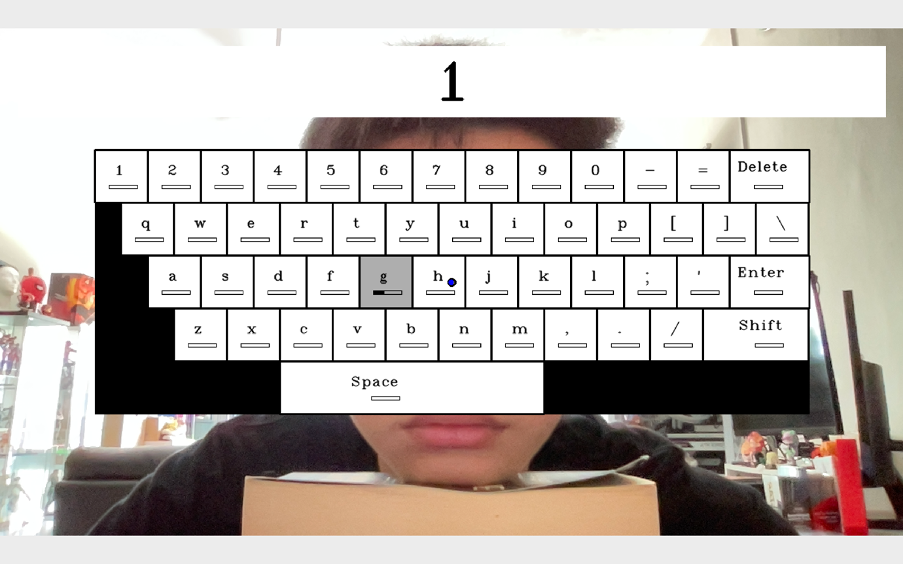 1
1 2 3 4 5 6 7 8 9 0 - = Delete
q w e r t y u i o p [ ] \
a s d f g h j k l ; ' Enter
z x c v b n m , . / Shift
Space